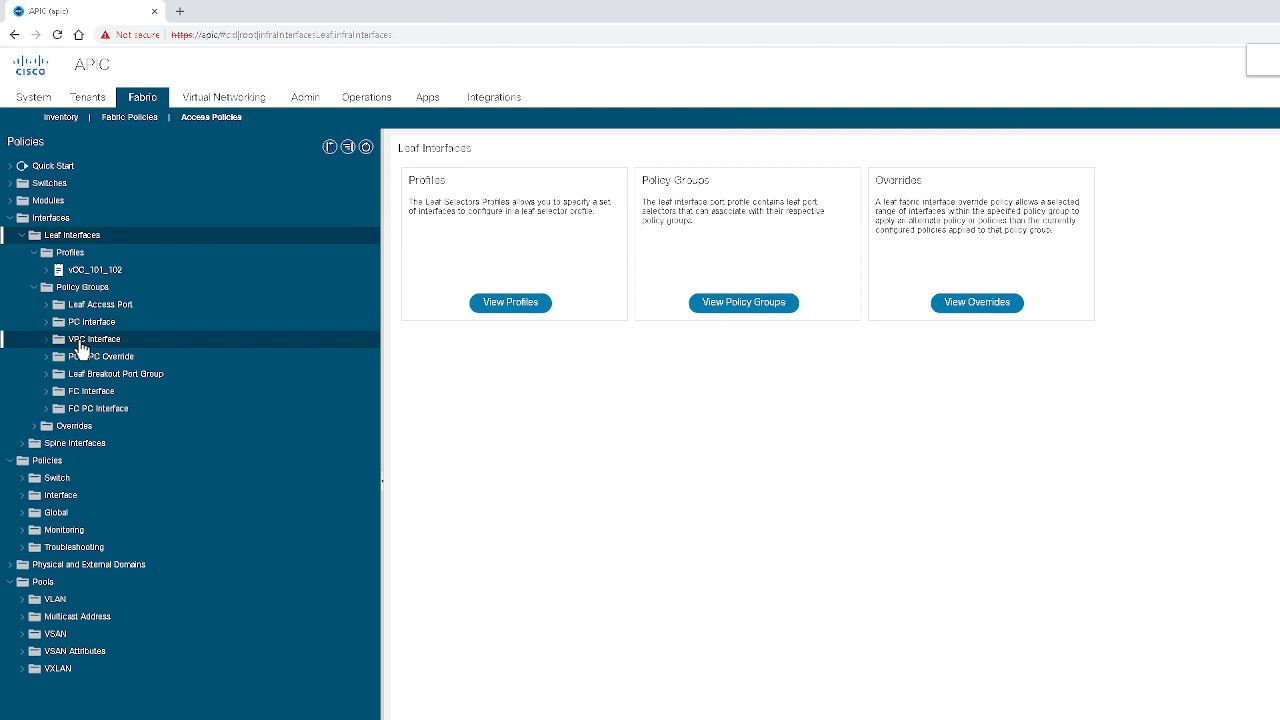 APIC (apic)
Not secure | https://apic/#c:d|root|infraInterfacesLeaf:infraInterfaces
CISCO
APIC
System Tenants Fabric Virtual Networking Admin Operations Apps Integrations
Inventory | Fabric Policies | Access Policies
Policies
Quick Start
Switches
Modules
Interfaces
Leaf Interfaces
Profiles
vOC_101_102
Policy Groups
Leaf Access Port
PC Interface
VPC Interface
PC Override
Leaf Breakout Port Group
FC Interface
FC PC Interface
Overrides
Spine Interfaces
Policies
Switch
Interface
Global
Monitoring
Troubleshooting
Physical and External Domains
Pools
VLAN
Multicast Address
VSAN
VSAN Attributes
VXLAN
Leaf Interfaces
Profiles
The Leaf Selectors Profiles allows you to specify a set
of interfaces to configure in a leaf selector profile.
View Profiles
Policy Groups
The leaf interface port profile contains leaf port
selectors that can associate with their respective
policy groups.
View Policy Groups
Overrides
A leaf fabric interface override policy allows a selected
range of interfaces within the specified policy group to
apply an alternate policy or policies than the currently
configured policies applied to that policy group.
View Overrides